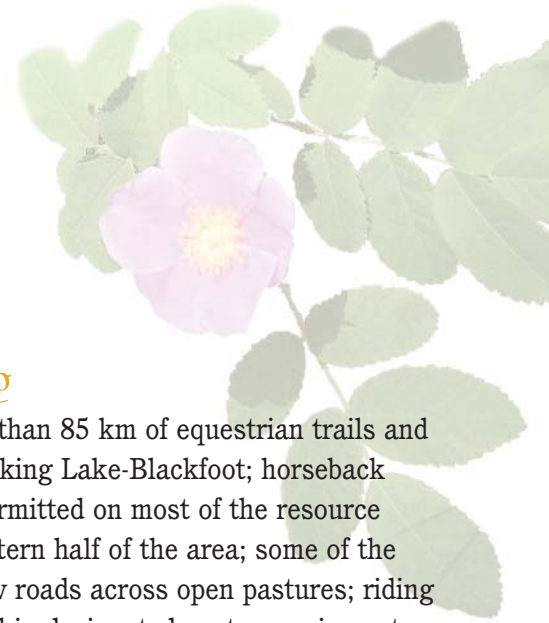 g
than 85 km of equestrian trails and
king Lake-Blackfoot; horseback
rmitted on most of the resource
tern half of the area; some of the
roads across open pastures; riding